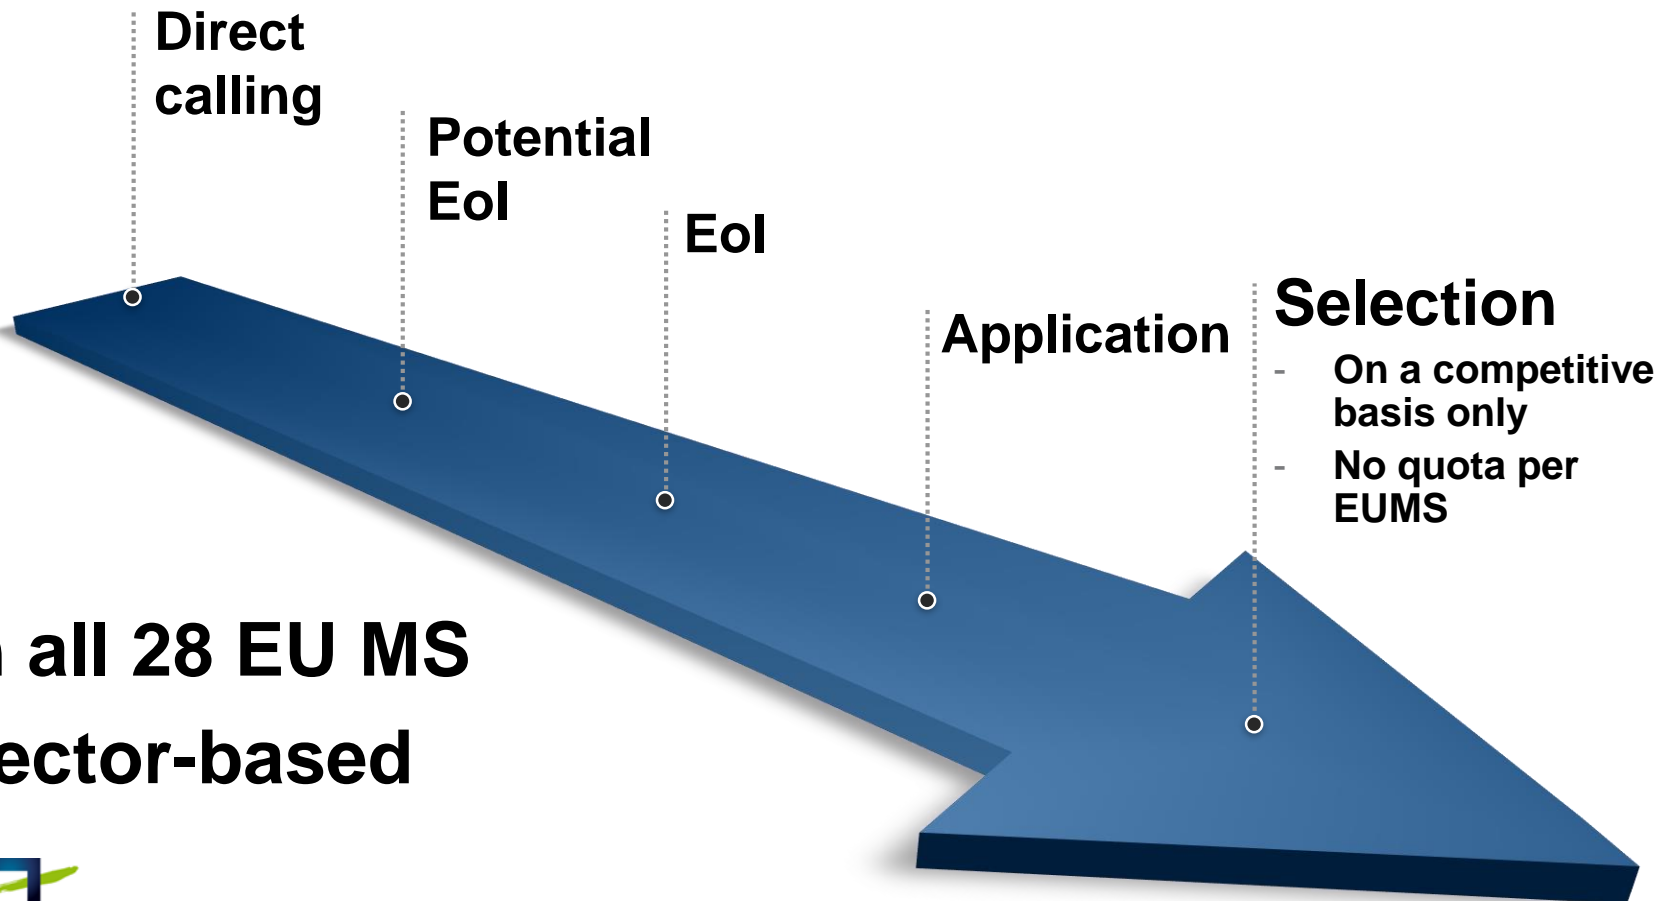 Direct
calling
Potential
EoI
EoI
Application
Selection
- On a competitive
basis only
- No quota per
EUMS
all 28 EU MS
ector-based